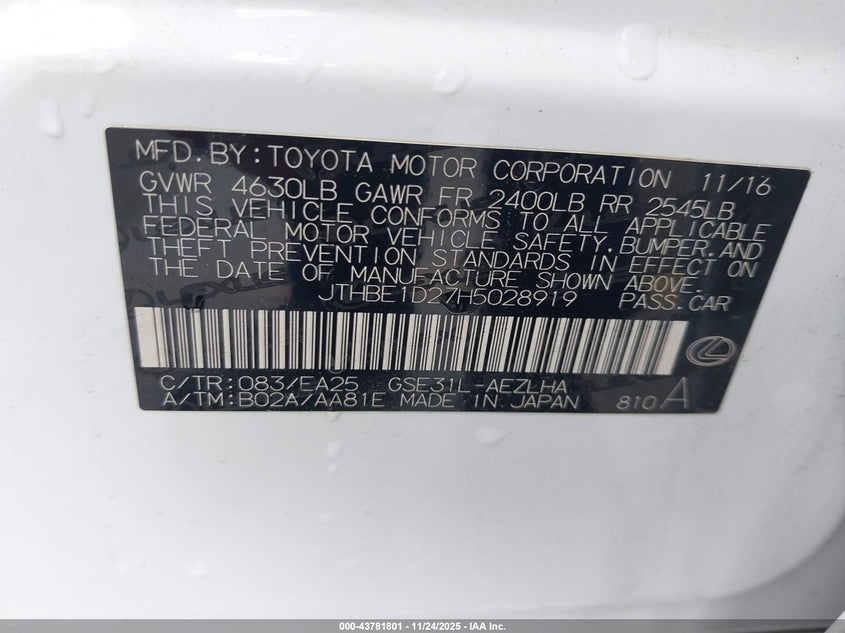 MFD.BY:TOYOTA MOTOR CORPORATION 11/16
GVWR 4630LB GAWR FR 2400LB RR 2545LB
THIS VEHICLE CONFORMS TO ALL APPLICABLE
FEDERAL MOTOR VEHICLE SAFETY,BUMPER,AND
THEFT PREVENTION STANDARDS IN EFFECT ON
THE DATE OF MANUFACTURE SHOWN ABOVE.
JTHBE1D27H5028919 PASS.CAR
C/TR:083/EA25 GSE31L-AEZLHA
A/TM:B02A/AA81E MADE IN JAPAN 810 A
000-43781801 - 11/24/2025 - IAA Inc.